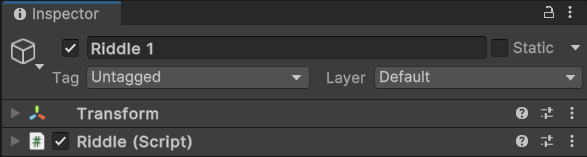 Inspector
Riddle 1
Static
Tag Untagged Layer Default
Transform
Riddle (Script)